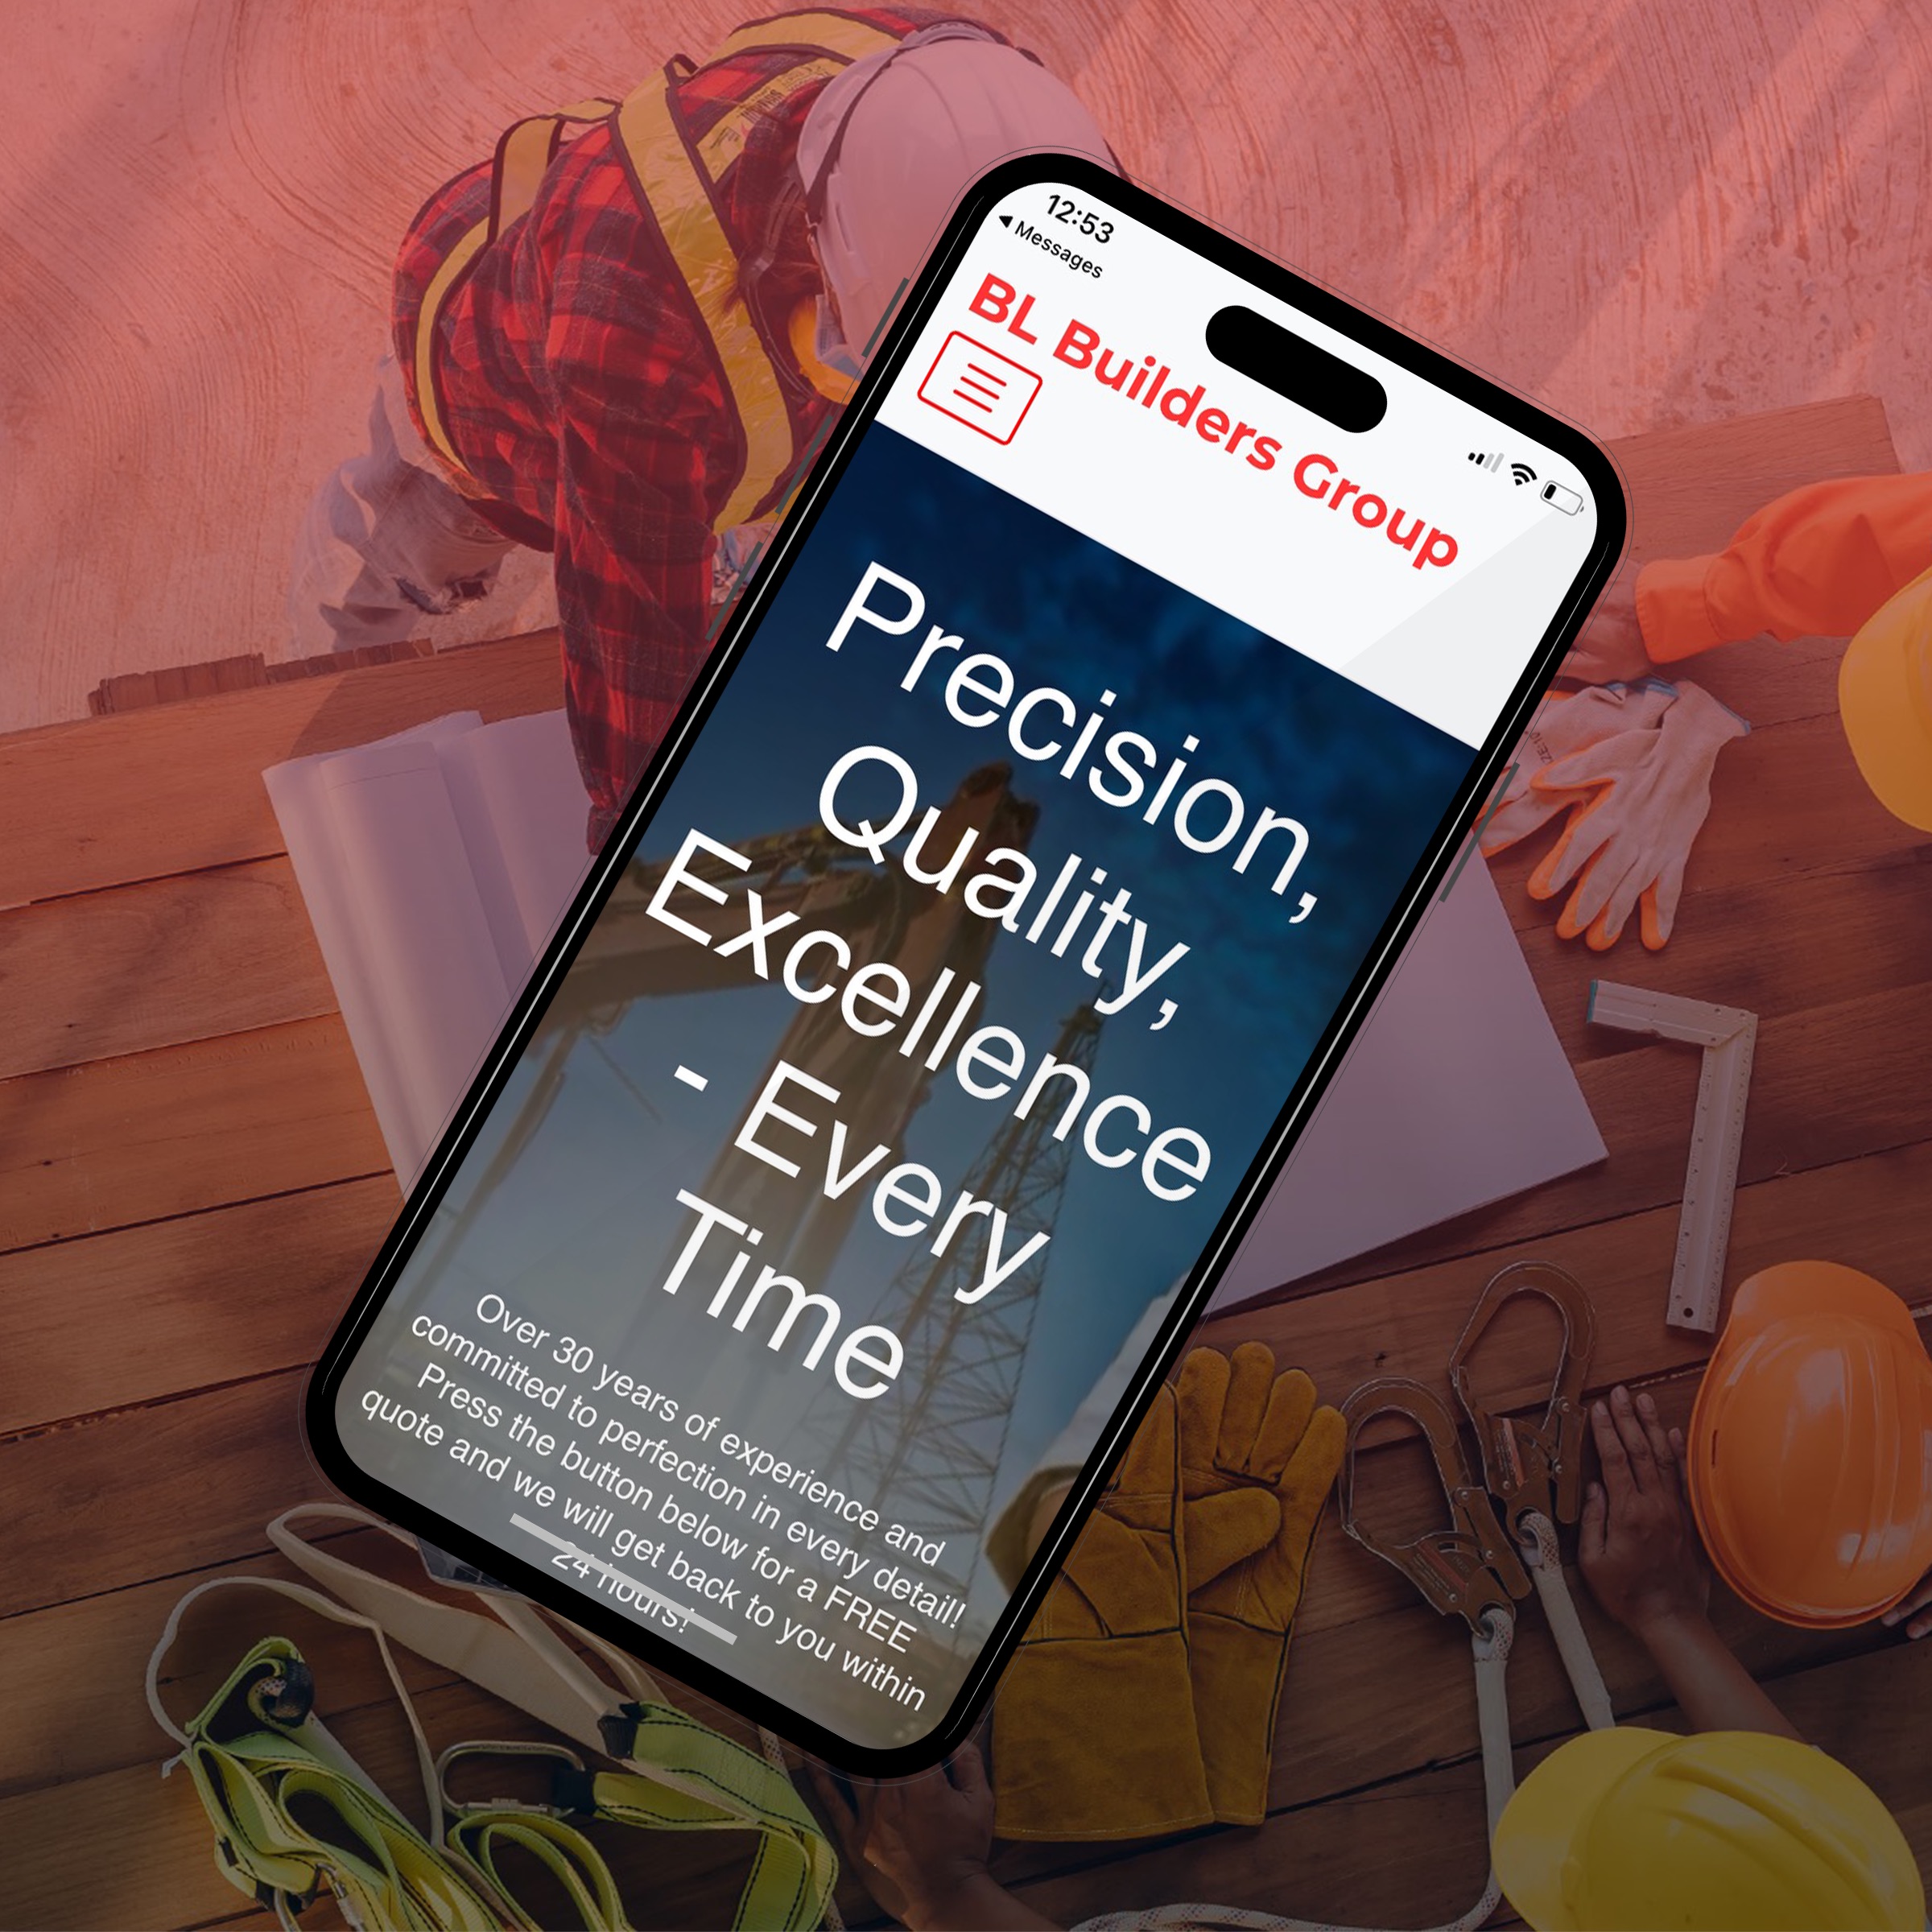 12:53
◀ Messages
BL Builders Group
Precision,
Quality,
Excellence
- Every
Time
Over 30 years of experience and
committed to perfection in every detail!
Press the button below for a FREE
quote and we will get back to you within
24 hours!